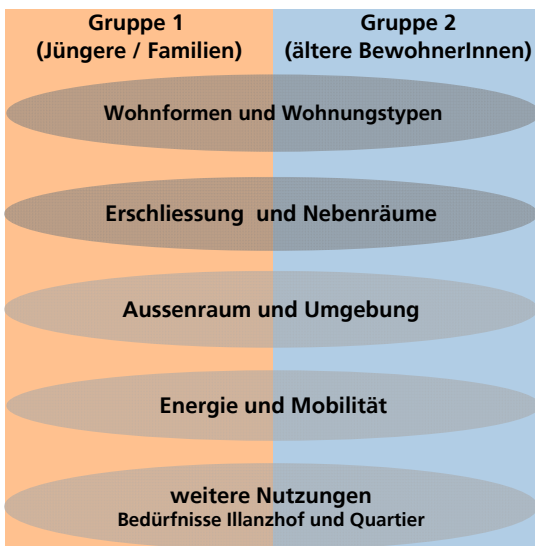 Gruppe 1
(Jüngere / Familien)
Gruppe 2
(ältere BewohnerInnen)
Wohnformen und Wohnungstypen
Erschliessung und Nebenräume
Aussenraum und Umgebung
Energie und Mobilität
weitere Nutzungen
Bedürfnisse Illanzhof und Quartier